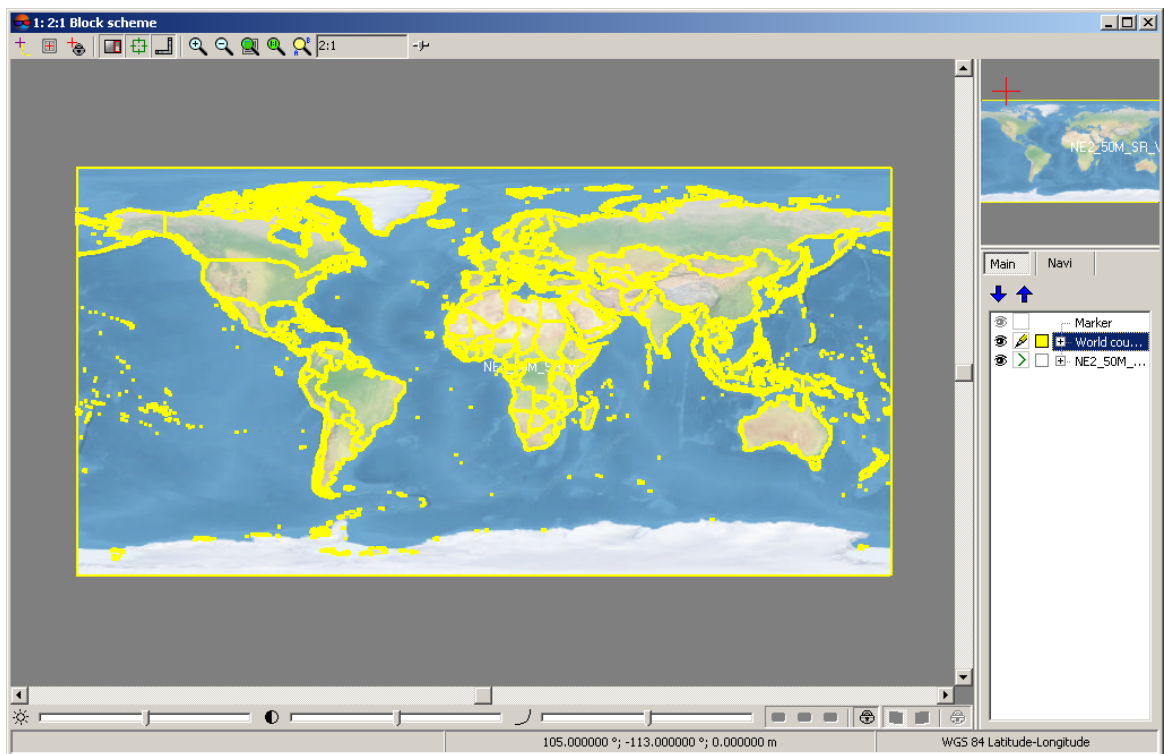 1: 2:1 Block scheme
2:1
NE2_50M_SR_
Main
Navi
Marker
World cou...
NE2_50M_...
105.000000 °; -113.000000 °; 0.000000 m
WGS 84 Latitude-Longitude